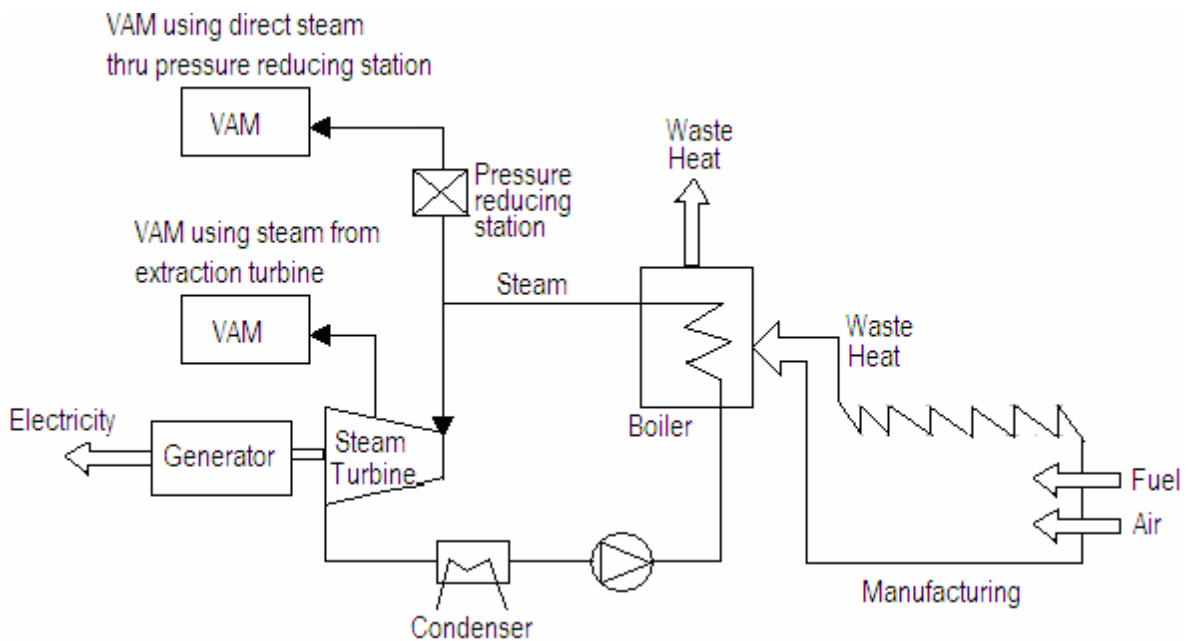 VAM using direct steam
thru pressure reducing station
VAM
Waste
Heat
Pressure
reducing
station
VAM using steam from
extraction turbine
Steam
VAM
Waste
Heat
Boiler
Electricity
Generator
Steam
Turbine
Fuel
Air
Manufacturing
Condenser